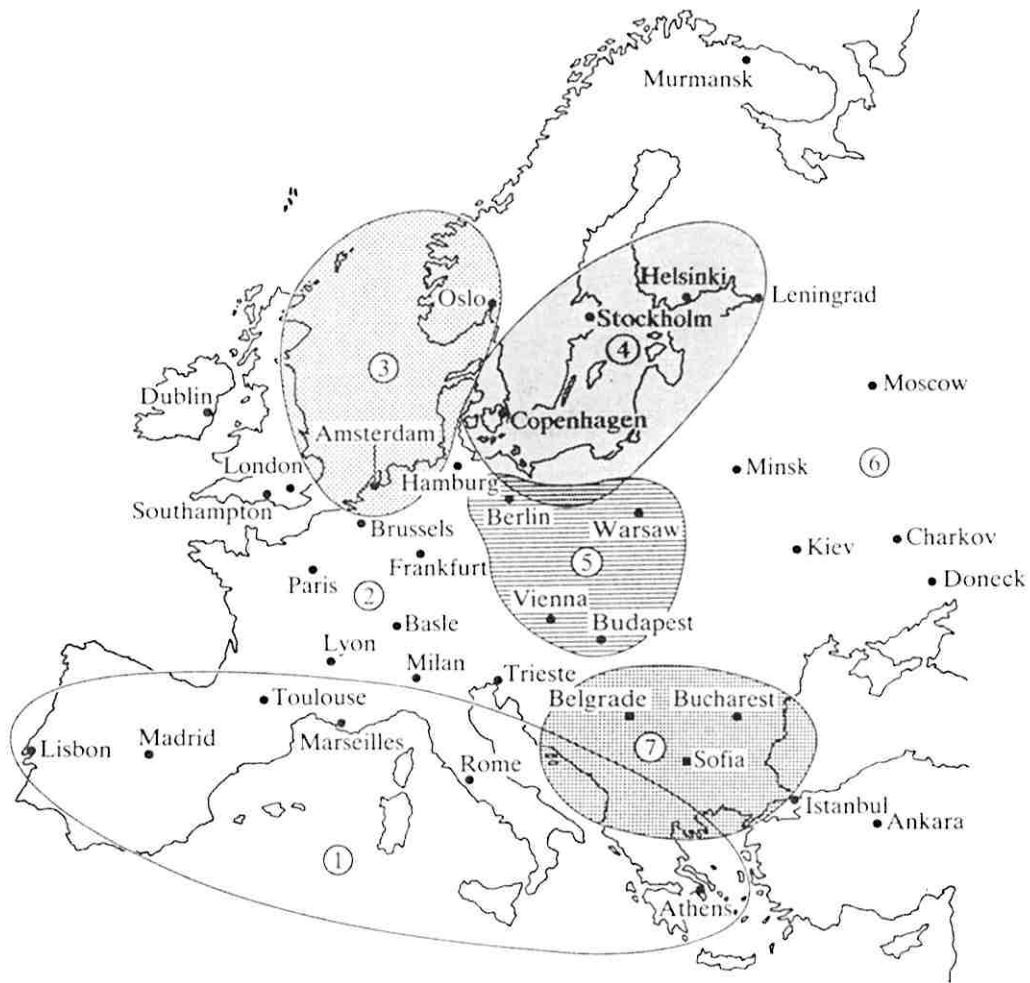 Murmansk
Helsinki
Leningrad
Oslo
Stockholm
4
3
Moscow
Dublin
Copenhagen
Amsterdam
6
London
Hamburg
Minsk
Southampton
Berlin
Warsaw
Brussels
Charkov
Kiev
Frankfurt
5
Paris
Doneck
2
Vienna
Basle
Budapest
Lyon
Milan
Trieste
Toulouse
Belgrade
Bucharest
Lisbon
Madrid
Marseilles
7
Sofia
Rome
Istanbul
Ankara
1
Athens